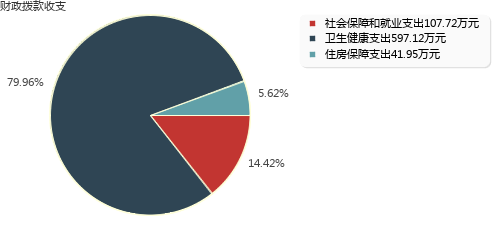 财政拨款收支
社会保障和就业支出107.72万元
卫生健康支出597.12万元
住房保障支出41.95万元
79.96%
5.62%
14.42%